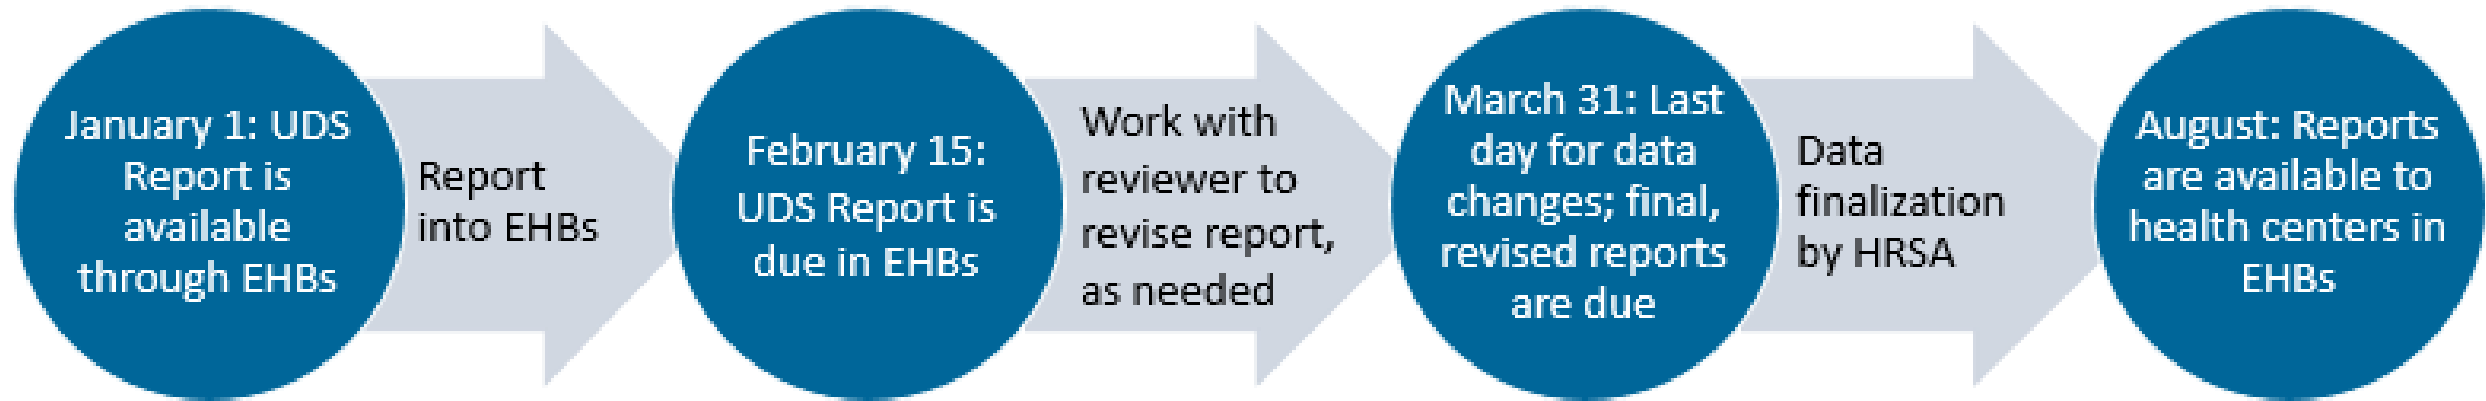 January 1: UDS
Report is
available
through EHBs
Report
into EHBs
February 15:
UDS Report is
due in EHBs
Work with
reviewer to
revise report,
as needed
March 31: Last
day for data
changes; final,
revised reports
are due
Data
finalization
by HRSA
August: Reports
are available to
health centers in
EHBs